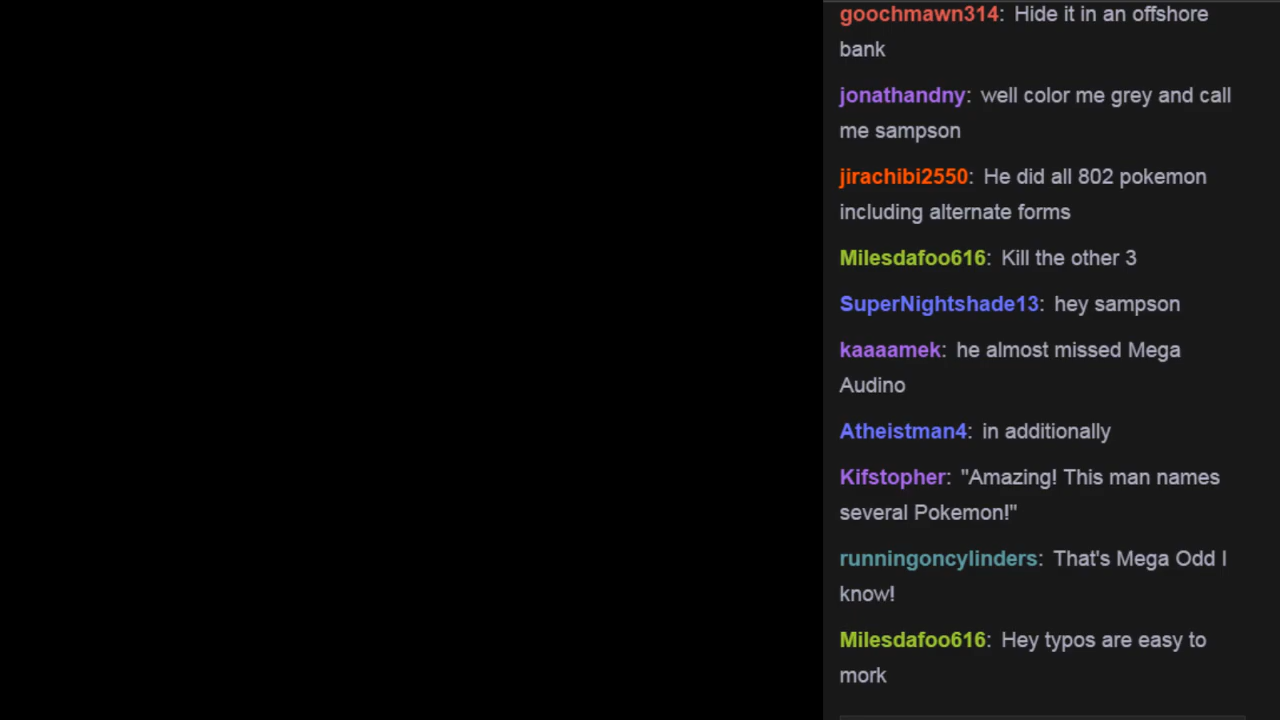 goochmawn314: Hide it in an offshore
bank
jonathandny: well color me grey and call
me sampson
jirachibi2550: He did all 802 pokemon
including alternate forms
Milesdafoo616: Kill the other 3
SuperNightshade13: hey sampson
kaaaamek: he almost missed Mega
Audino
Atheistman4: in additionally
Kifstopher: "Amazing! This man names
several Pokemon!"
runningoncylinders: That's Mega Odd I
know!
Milesdafoo616: Hey typos are easy to
mork